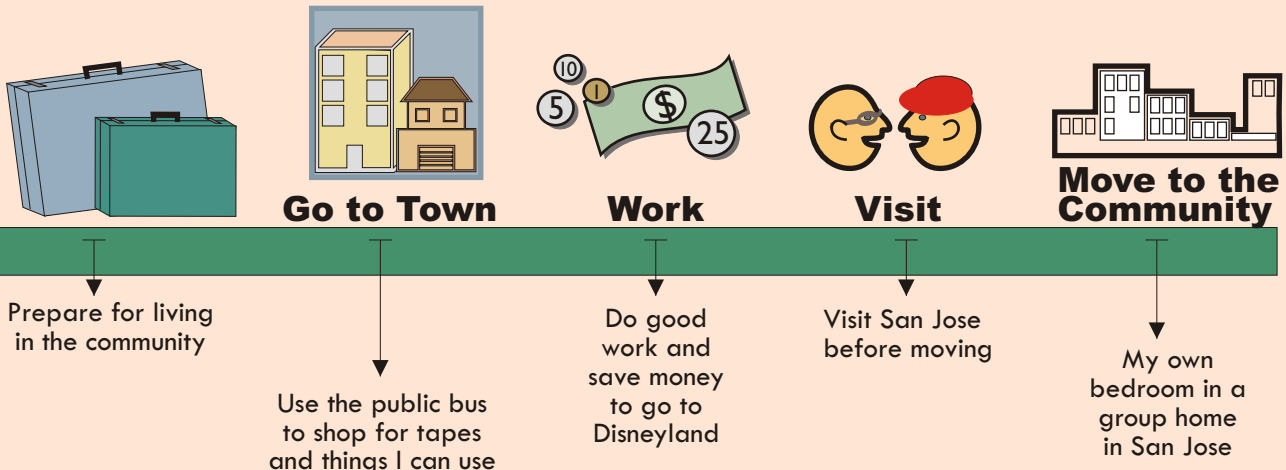 10
5
1
$
25
Go to Town
Work
Visit
Move to the
Community
Prepare for living
in the community
Use the public bus
to shop for tapes
and things I can use
Do good
work and
save money
to go to
Disneyland
Visit San Jose
before moving
My own
bedroom in a
group home
in San Jose